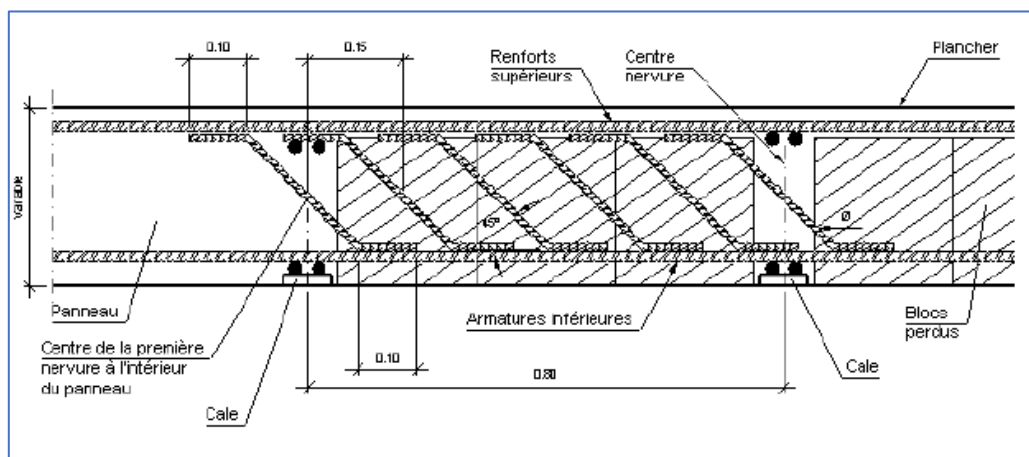 0.10
0.15
Renforts
supérieurs
Centre
nervure
Plancher
Variable
45°
Ø
Panneau
Armatures inférieures
Blocs
perdus
Centre de la prenière
nervure à l'intérieur
du panneau
0.10
0.80
Cale
Cale